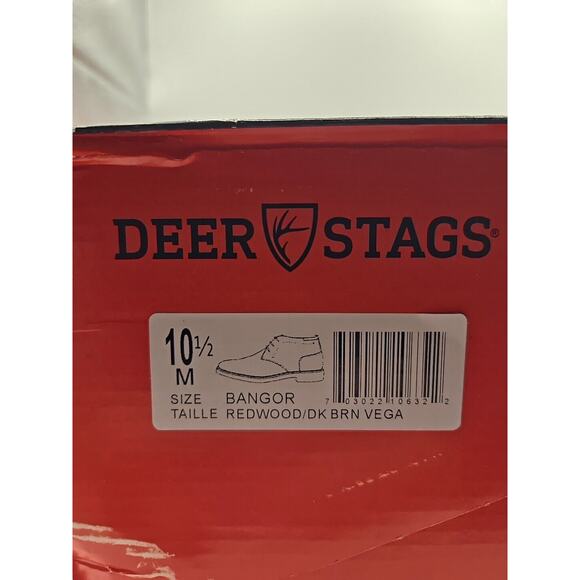 DEER STAGS®
10 1/2
M
SIZE BANGOR
7 03022 10632 2
TAILLE REDWOOD/DK BRN VEGA